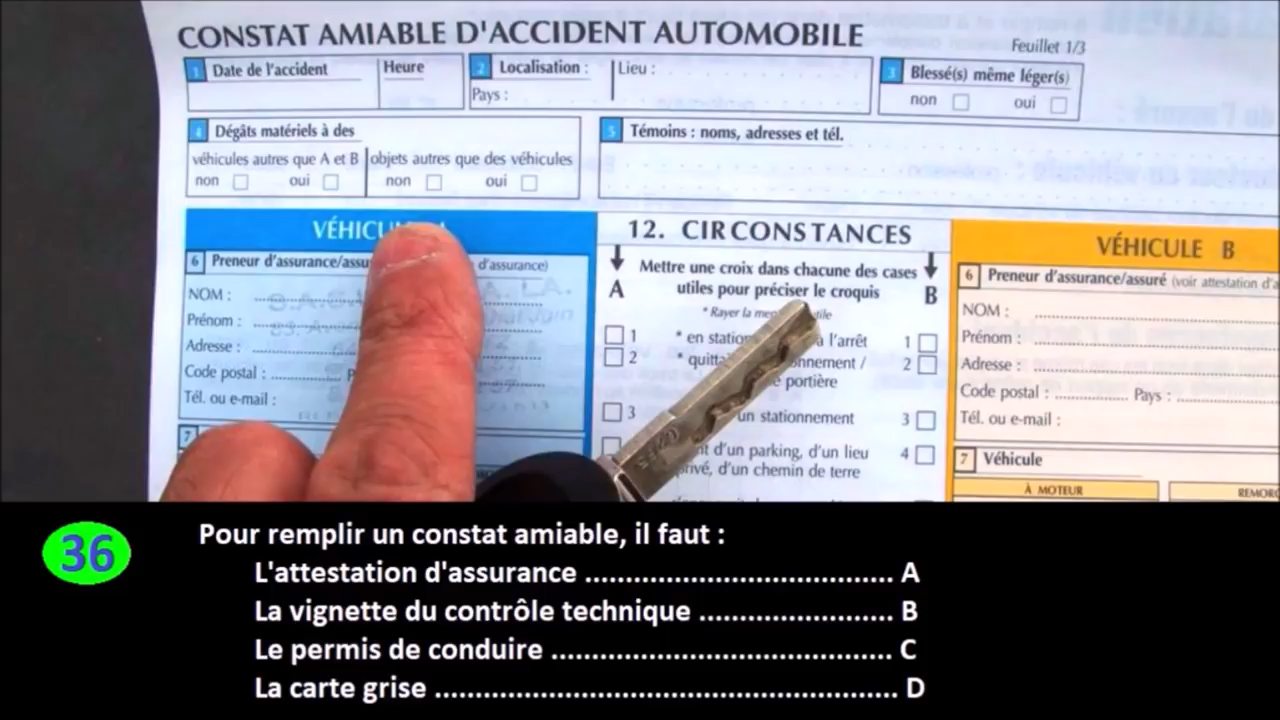 CONSTAT AMIABLE D'ACCIDENT AUTOMOBILE
Feuillet 1/3
1 Date de l'accident Heure
2 Localisation : Lieu :
Pays :
3 Blessé(s) même léger(s)
non oui
4 Dégâts matériels à des
véhicules autres que A et B objets autres que des véhicules
non oui non oui
5 Témoins : noms, adresses et tél.
6 Preneur d'assurance/assu
d'assurance)
NOM :
Prénom :
Adresse :
Code postal :
Tél. ou e-mail :
7
12. CIRCONSTANCES
Mettre une croix dans chacune des cases
A utiles pour préciser le croquis B
* Rayer la
1 * en à l'arrêt 1
2 * / 2
portière
3 un stationnement 3
d'un parking, d'un lieu 4
d'un chemin de terre
VÉHICULE B
6 Preneur d'assurance/assuré (voir attestation
NOM :
Prénom :
Adresse :
Code postal : Pays :
Tél. ou e-mail :
7 Véhicule
À MOTEUR
36
Pour remplir un constat amiable, il faut :
L'attestation d'assurance ...................................... A
La vignette du contrôle technique ............................. B
Le permis de conduire .................................................. C
La carte grise .................................................................... D